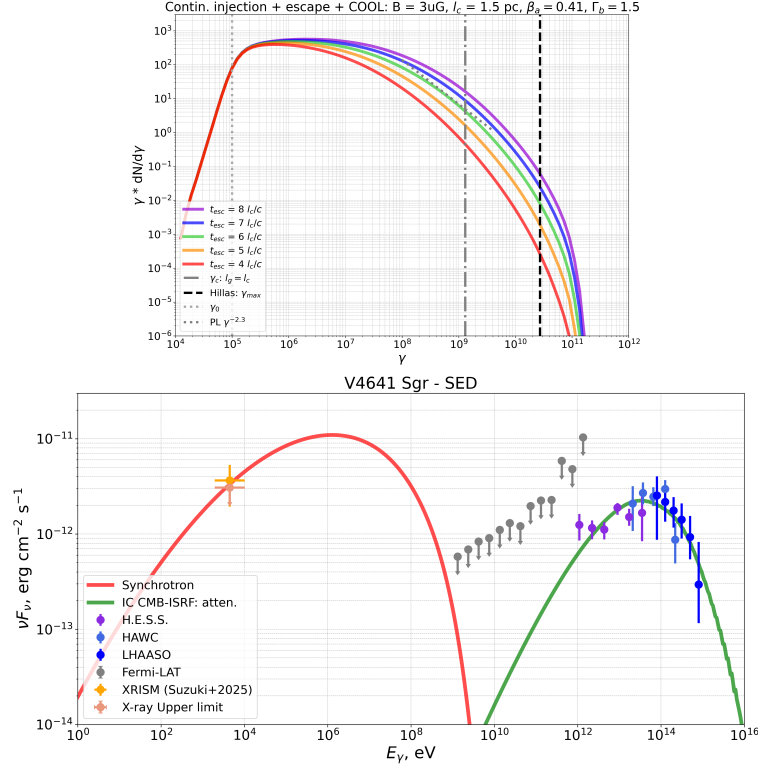 Contin. injection + escape + COOL: B = 3uG, l_c = 1.5 pc, β_a = 0.41, Γ_b = 1.5
10^3
10^2
10^1
10^0
10^−1
10^−2
10^−3
10^−4
10^−5
10^−6
γ * dN/dγ
t_esc = 8 l_c/c
t_esc = 7 l_c/c
t_esc = 6 l_c/c
t_esc = 5 l_c/c
t_esc = 4 l_c/c
γ_c: l_g = l_c
Hillas: γ_max
γ_0
PL γ^−2.3
10^4 10^5 10^6 10^7 10^8 10^9 10^10 10^11 10^12
γ
V4641 Sgr - SED
10^−11
10^−12
10^−13
10^−14
νF_ν, erg cm^−2 s^−1
Synchrotron
IC CMB-ISRF: atten.
H.E.S.S.
HAWC
LHAASO
Fermi-LAT
XRISM (Suzuki+2025)
X-ray Upper limit
10^0 10^2 10^4 10^6 10^8 10^10 10^12 10^14 10^16
E_γ, eV